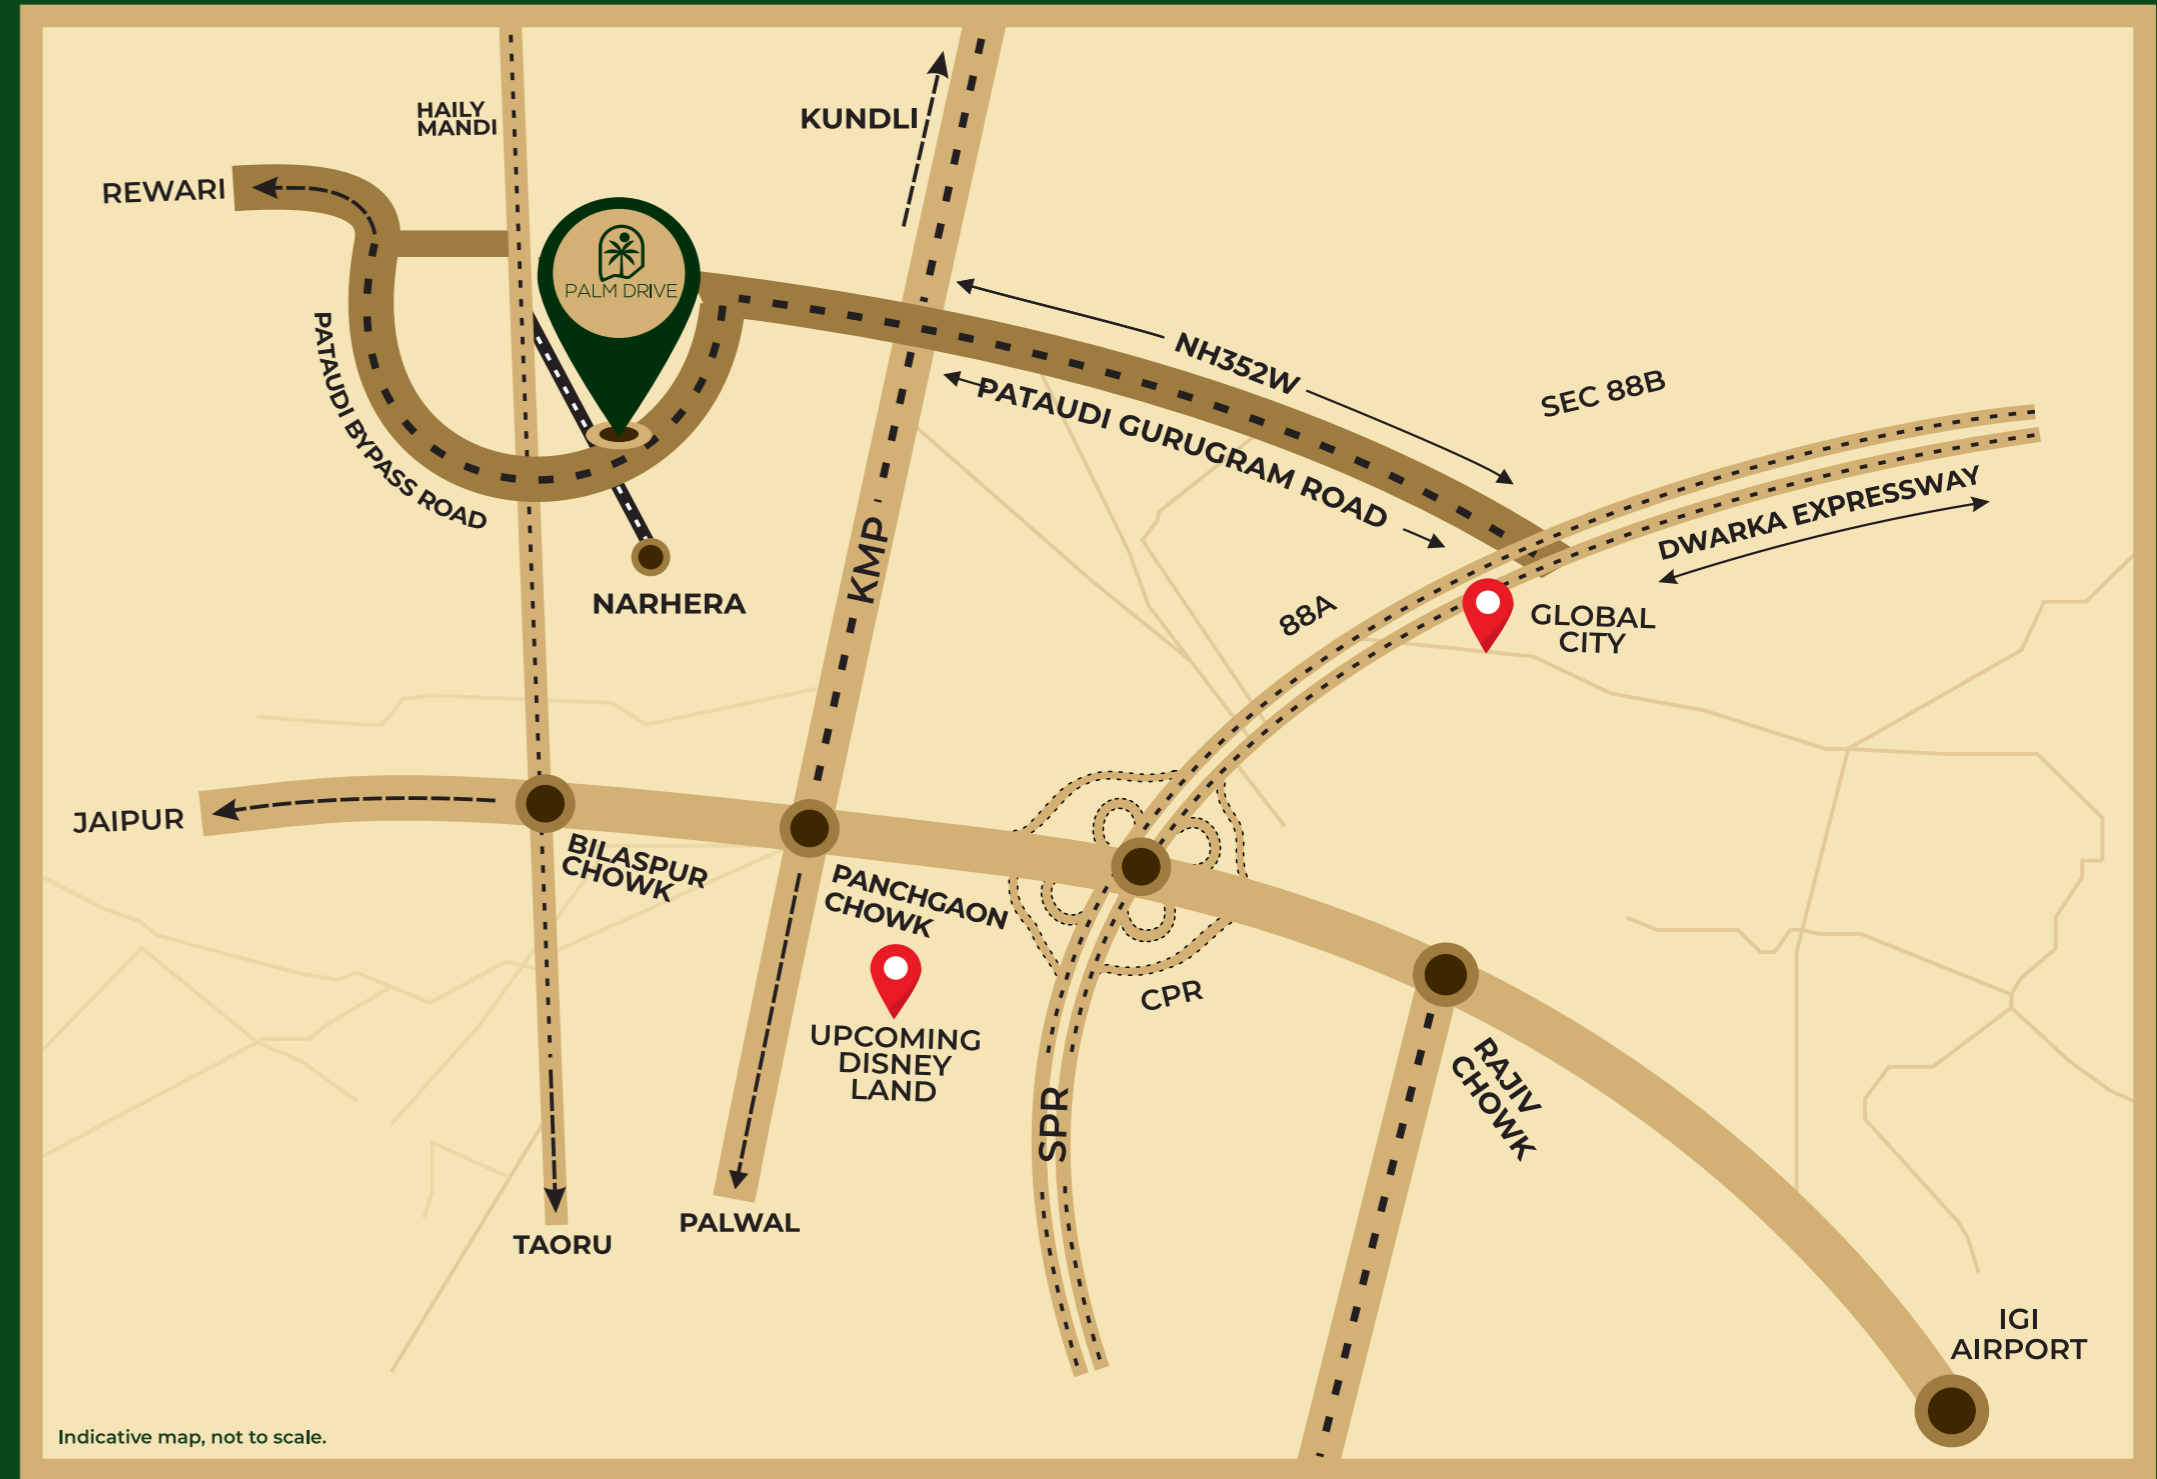 HAILY
MANDI
KUNDLI
REWARI
PALM DRIVE
NH352W
PATAUDI GURUGRAM ROAD
SEC 88B
PATAUDI BYPASS ROAD
DWARKA EXPRESSWAY
KMP
NARHERA
88A
GLOBAL
CITY
JAIPUR
BILASPUR
CHOWK
PANCHGAON
CHOWK
UPCOMING
DISNEY
LAND
CPR
SPR
RAJIV
CHOWK
PALWAL
TAORU
IGI
AIRPORT
Indicative map, not to scale.